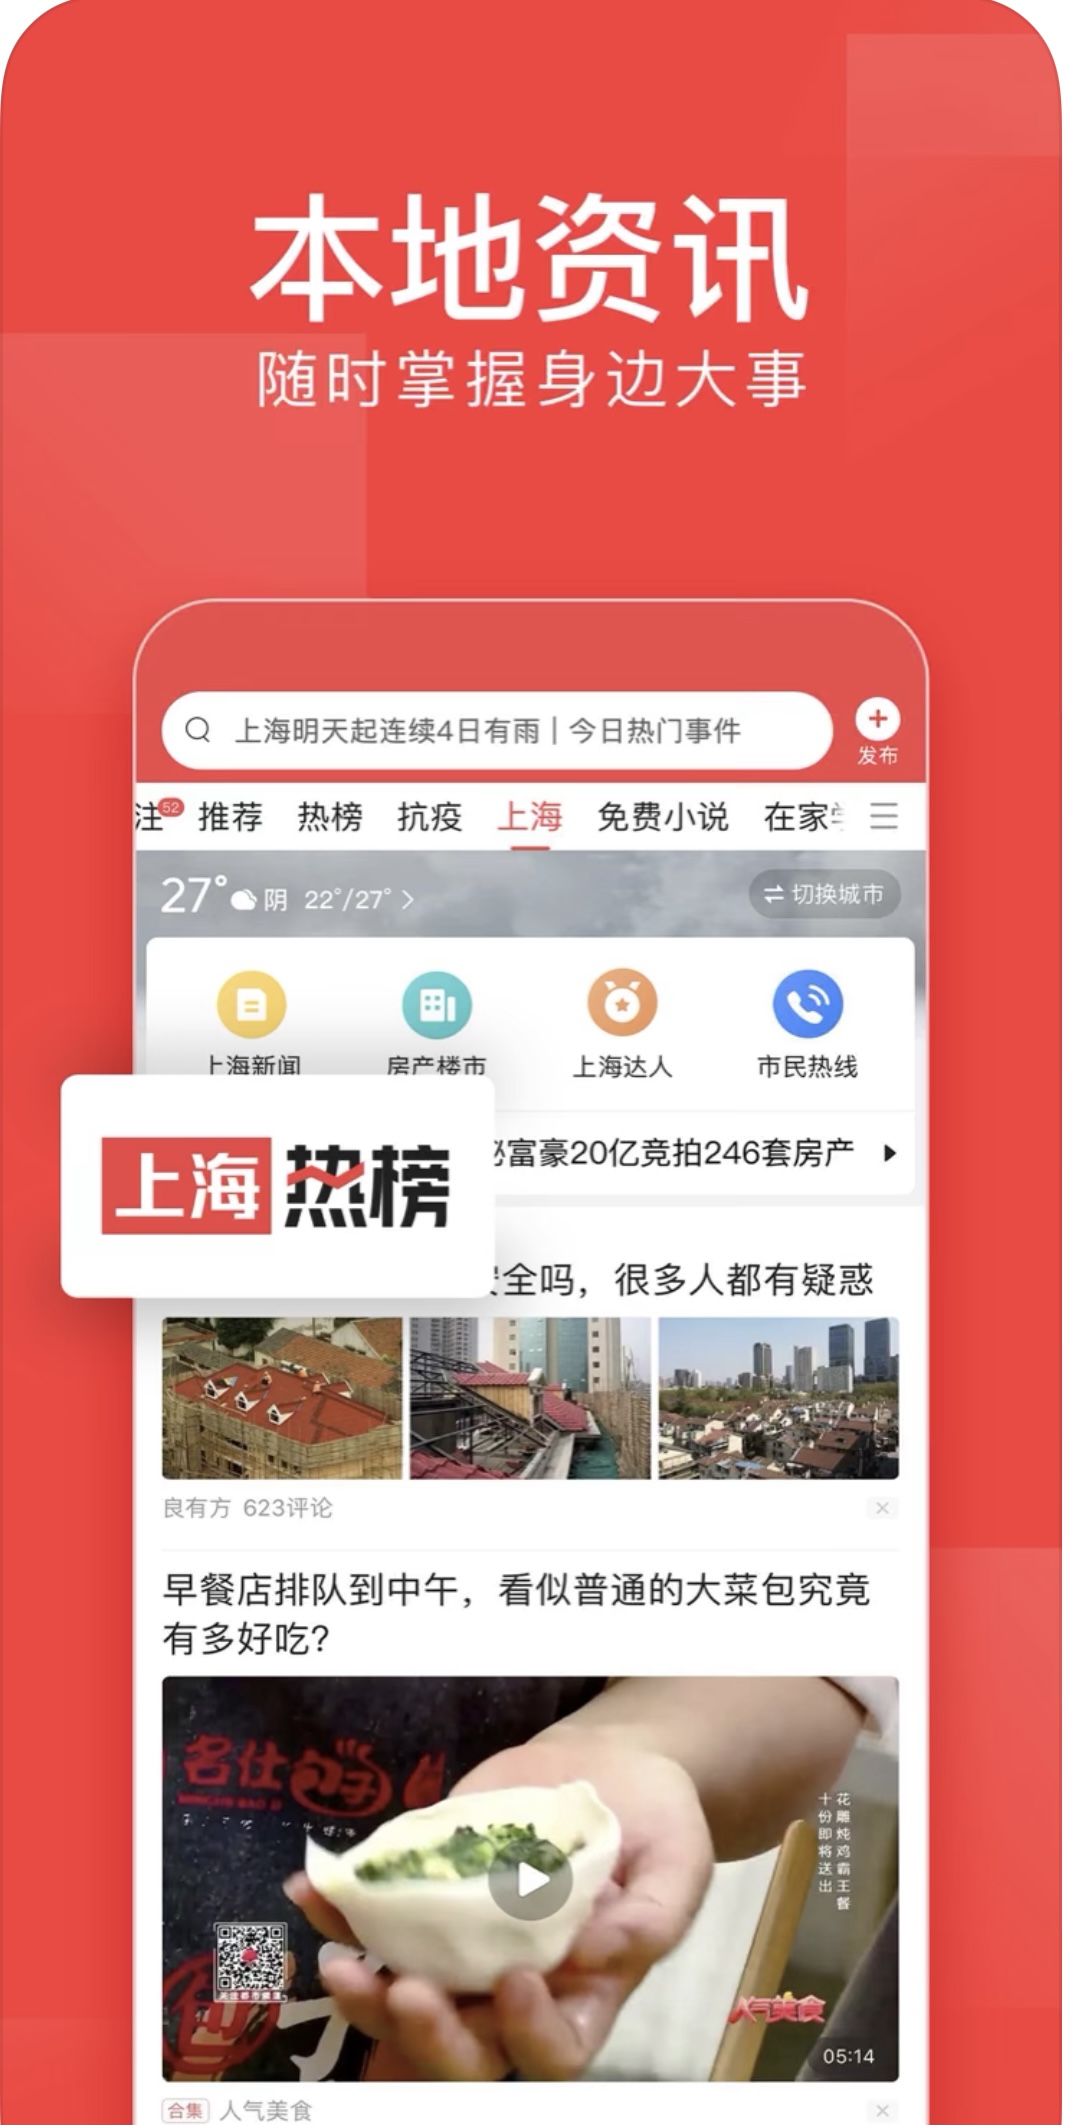 本地资讯
随时掌握身边大事
上海明天起连续4日有雨 | 今日热门事件
发布
注 52 推荐 热榜 抗疫 上海 免费小说 在家
27° 阴 22°/27° >
切换城市
上海新闻 房产楼市 上海达人 市民热线
上海热榜
富豪20亿竞拍246套房产
全吗，很多人都有疑惑
良有方 623评论
早餐店排队到中午，看似普通的大菜包究竟
有多好吃?
名仕包子
花雕炖鸡霸王餐
十份即将送出
人气美食
05:14
合集 人气美食